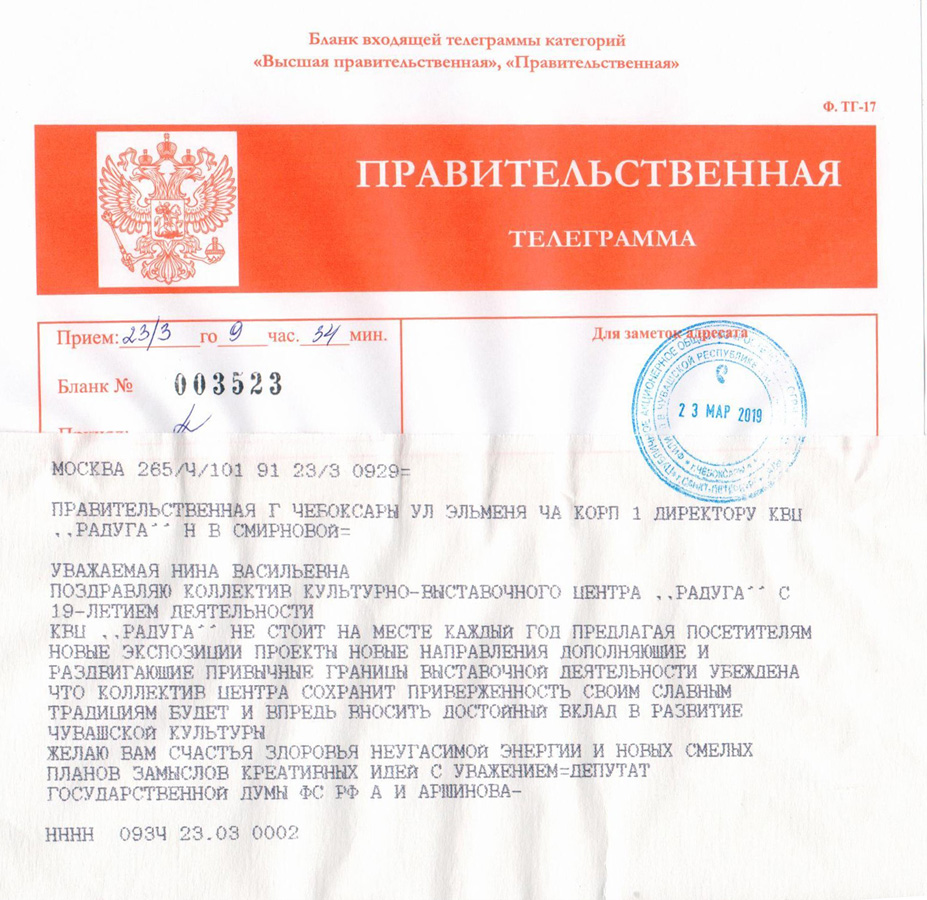 Бланк входящей телеграммы категорий
«Высшая правительственная», «Правительственная»
Ф. ТГ-17
ПРАВИТЕЛЬСТВЕННАЯ
ТЕЛЕГРАММА
Прием: 23/3 го 9 час. 34 мин.
Для заметок адресата
Бланк № 003523
23 МАР 2019
МОСКВА 265/Ч/101 91 23/3 0929=
ПРАВИТЕЛЬСТВЕННАЯ Г ЧЕБОКСАРЫ УЛ ЭЛЬМЕНЯ ЧА КОРП 1 ДИРЕКТОРУ КВЦ
,,РАДУГА´´ Н В СМИРНОВОЙ=
УВАЖАЕМАЯ НИНА ВАСИЛЬЕВНА
ПОЗДРАВЛЯЮ КОЛЛЕКТИВ КУЛЬТУРНО-ВЫСТАВОЧНОГО ЦЕНТРА ,,РАДУГА´´ С
19-ЛЕТИЕМ ДЕЯТЕЛЬНОСТИ
КВЦ ,,РАДУГА´´ НЕ СТОИТ НА МЕСТЕ КАЖДЫЙ ГОД ПРЕДЛАГАЯ ПОСЕТИТЕЛЯМ
НОВЫЕ ЭКСПОЗИЦИИ ПРОЕКТЫ НОВЫЕ НАПРАВЛЕНИЯ ДОПОЛНЯЮШИЕ И
РАЗДВИГАЮШИЕ ПРИВЫЧНЫЕ ГРАНИЦЫ ВЫСТАВОЧНОЙ ДЕЯТЕЛЬНОСТИ УБЕЖДЕНА
ЧТО КОЛЛЕКТИВ ЦЕНТРА СОХРАНИТ ПРИВЕРЖЕННОСТЬ СВОИМ СЛАВНЫМ
ТРАДИЦИЯМ БУДЕТ И ВПРЕДЬ ВНОСИТЬ ДОСТОЙНЫЙ ВКЛАД В РАЗВИТИЕ
ЧУВАШСКОЙ КУЛЬТУРЫ
ЖЕЛАЮ ВАМ СЧАСТЬЯ ЗДОРОВЬЯ НЕУГАСИМОЙ ЭНЕРГИИ И НОВЫХ СМЕЛЫХ
ПЛАНОВ ЗАМЫСЛОВ КРЕАТИВНЫХ ИДЕЙ С УВАЖЕНИЕМ=ДЕПУТАТ
ГОСУДАРСТВЕННОЙ ДУМЫ ФС РФ А И АРШИНОВА-
НННН 093Ч 23.03 0002